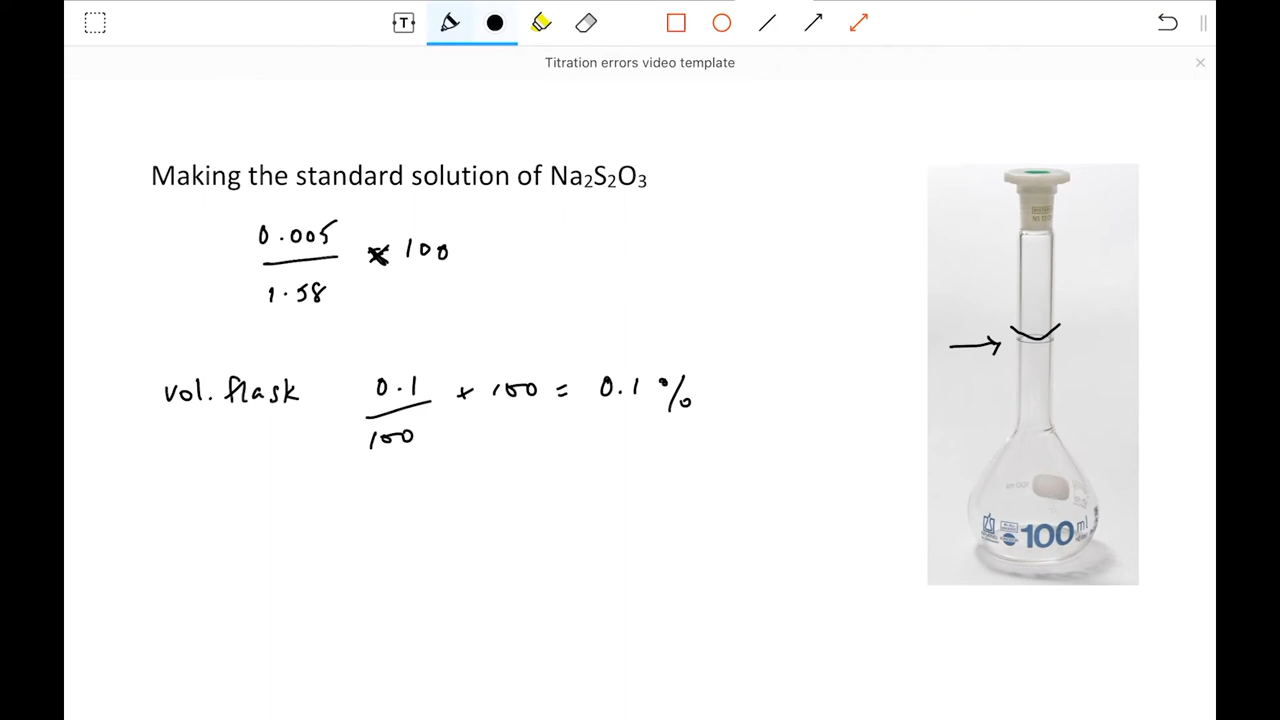 T
Titration errors video template
Making the standard solution of Na₂S₂O₃
0.005
x 100
1.58
vol. flask 0.1 x 100 = 0.1 %
100
100 ml